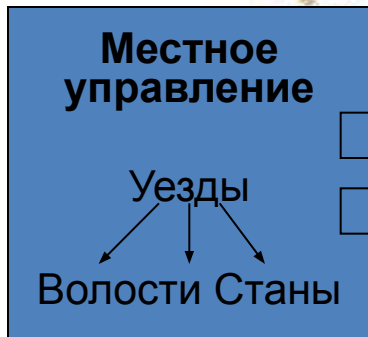 Местное
управление
Уезды
Волости Станы